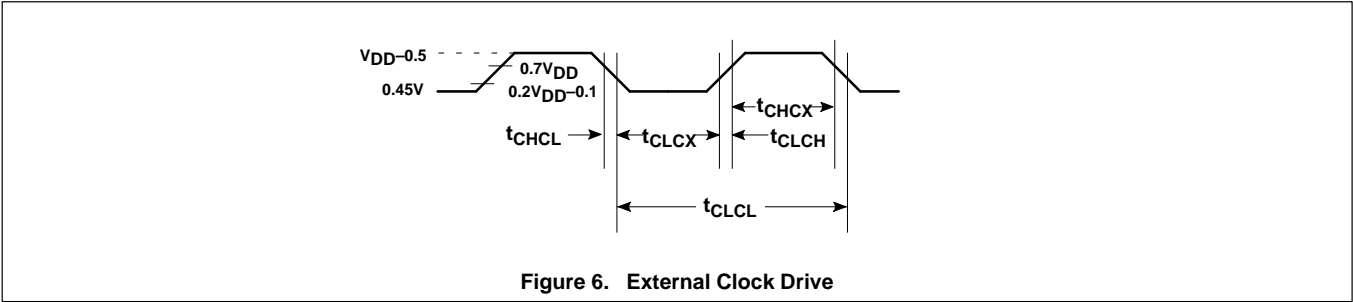 VDD–0.5
0.7VDD
0.45V
0.2VDD–0.1
tCHCX
tCHCL
tCLCX
tCLCH
tCLCL
Figure 6. External Clock Drive